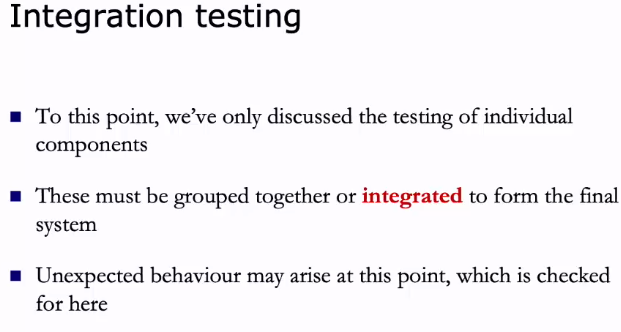 Integration testing
To this point, we've only discussed the testing of individual
components
These must be grouped together or integrated to form the final
system
Unexpected behaviour may arise at this point, which is checked
for here